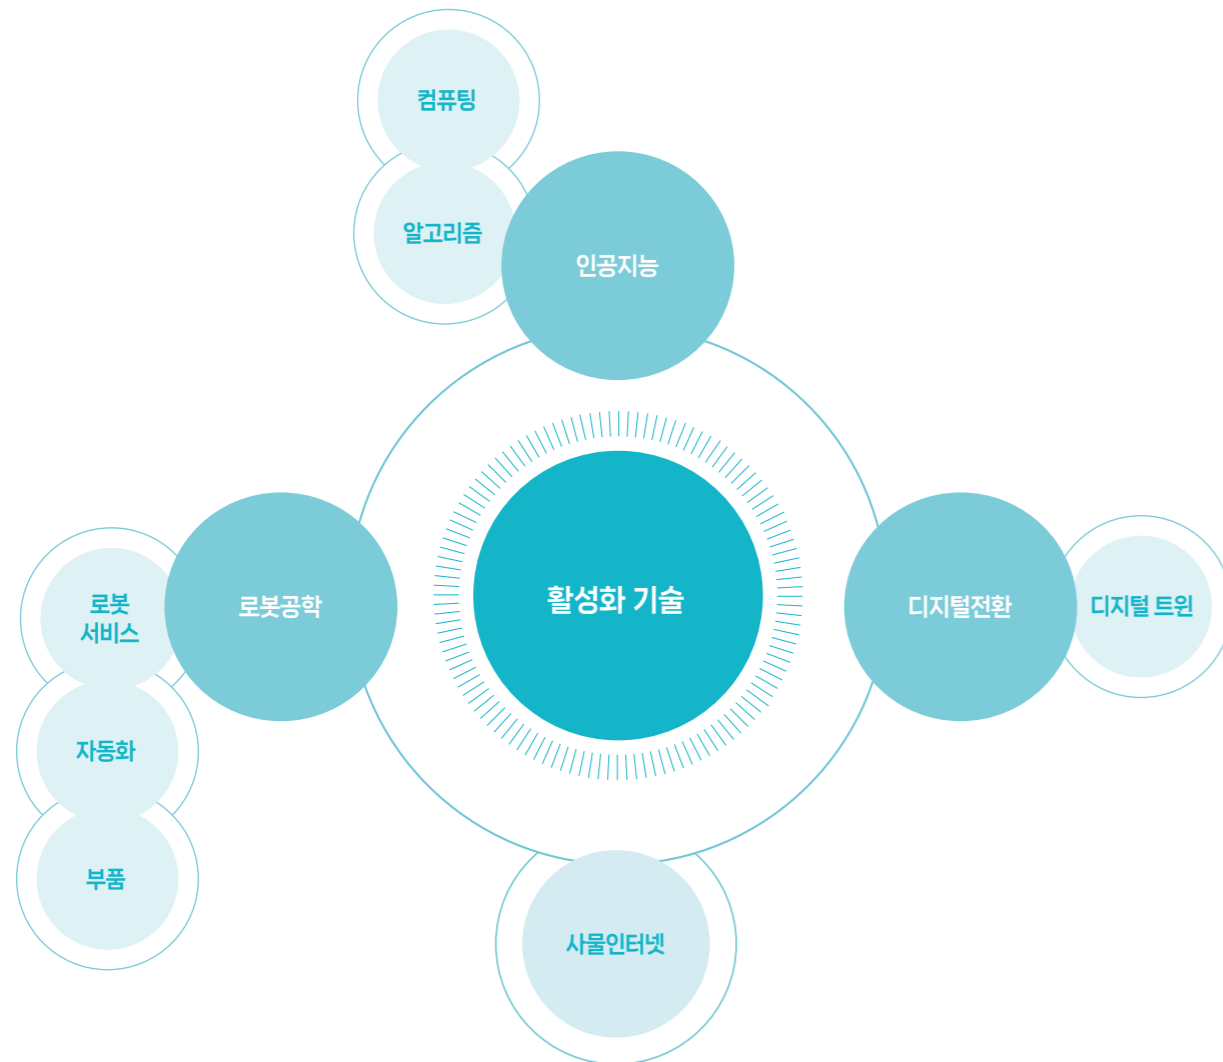 컴퓨팅
알고리즘
인공지능
로봇
서비스
로봇공학
활성화 기술
디지털전환
디지털 트윈
자동화
부품
사물인터넷